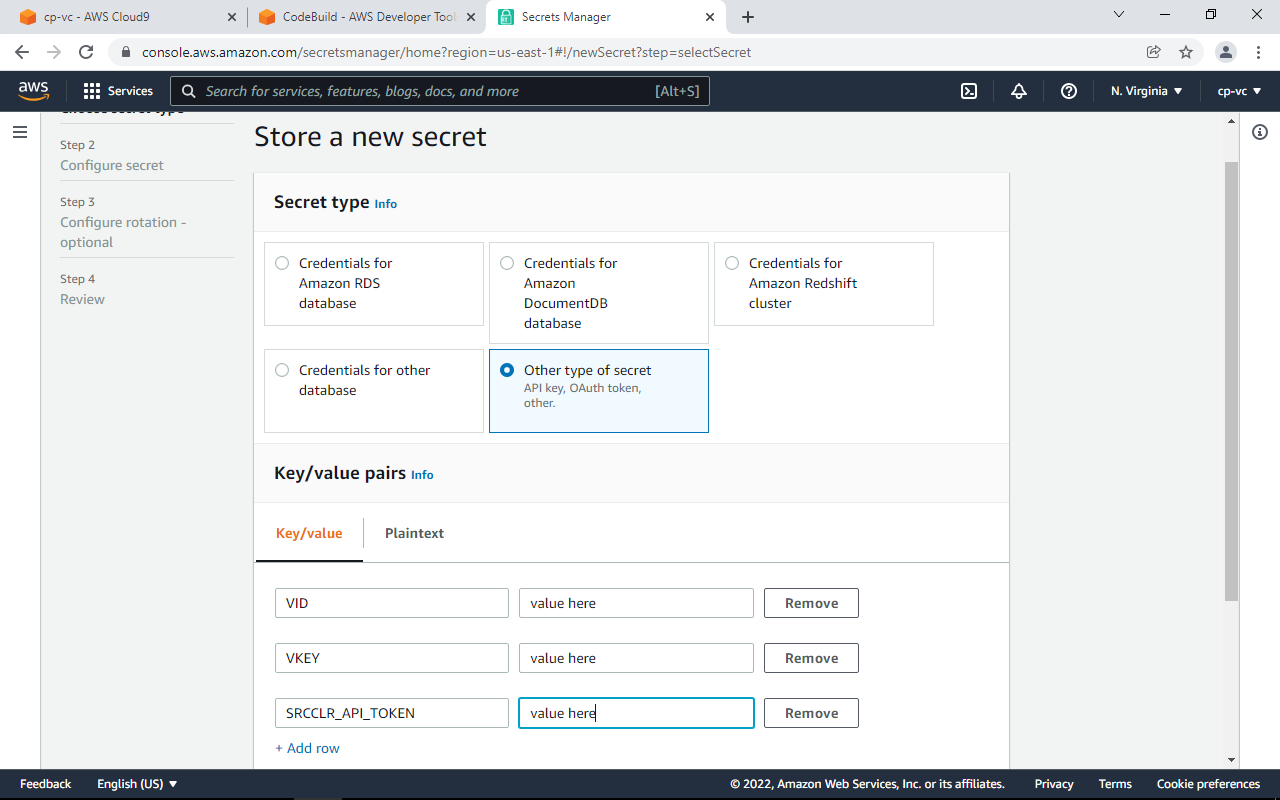 cp-vc - AWS Cloud9
CodeBuild - AWS Developer Tool
Secrets Manager
console.aws.amazon.com/secretsmanager/home?region=us-east-1#!/newSecret?step=selectSecret
aws
Services
Search for services, features, blogs, docs, and more
[Alt+S]
N. Virginia
cp-vc
Choose secret type
Step 2
Configure secret
Step 3
Configure rotation -
optional
Step 4
Review
Store a new secret
Secret type Info
Credentials for
Amazon RDS
database
Credentials for
Amazon
DocumentDB
database
Credentials for
Amazon Redshift
cluster
Credentials for other
database
Other type of secret
API key, OAuth token,
other.
Key/value pairs Info
Key/value
Plaintext
VID
value here
Remove
VKEY
value here
Remove
SRCCLR_API_TOKEN
value here
Remove
+ Add row
Feedback
English (US)
© 2022, Amazon Web Services, Inc. or its affiliates.
Privacy
Terms
Cookie preferences